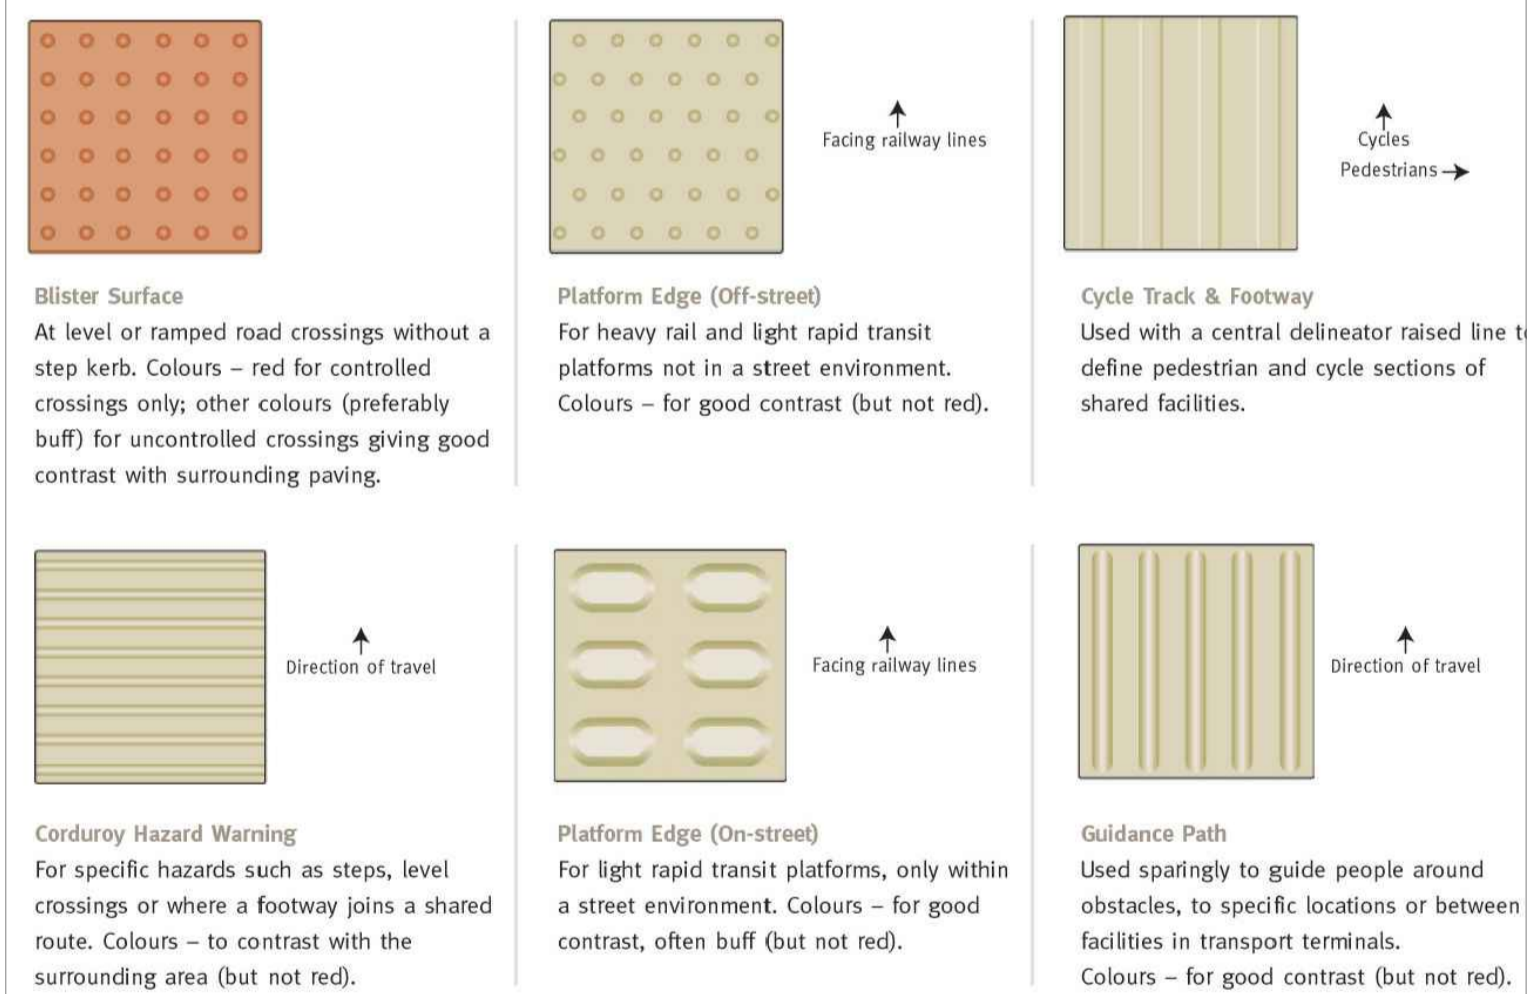 Facing railway lines
Cycles
Pedestrians
Blister Surface
At level or ramped road crossings without a
step kerb. Colours – red for controlled
crossings only; other colours (preferably
buff) for uncontrolled crossings giving good
contrast with surrounding paving.
Platform Edge (Off-street)
For heavy rail and light rapid transit
platforms not in a street environment.
Colours – for good contrast (but not red).
Cycle Track & Footway
Used with a central delineator raised line
define pedestrian and cycle sections of
shared facilities.
Direction of travel
Facing railway lines
Direction of travel
Corduroy Hazard Warning
For specific hazards such as steps, level
crossings or where a footway joins a shared
route. Colours – to contrast with the
surrounding area (but not red).
Platform Edge (On-street)
For light rapid transit platforms, only within
a street environment. Colours – for good
contrast, often buff (but not red).
Guidance Path
Used sparingly to guide people around
obstacles, to specific locations or between
facilities in transport terminals.
Colours – for good contrast (but not red).